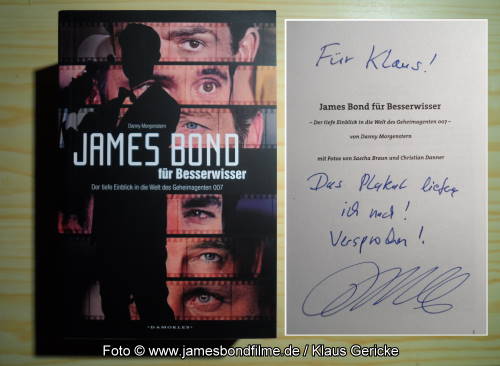 Danny Morgenstern
JAMES BOND
für Besserwisser
Der tiefe Einblick in die Welt des Geheimagenten 007
·DAMOKLES·
Für Klaus!
James Bond für Besserwisser
– Der tiefe Einblick in die Welt des Geheimagenten 007 –
von Danny Morgenstern
mit Fotos von Sascha Braun und Christian Danner
Das Plakat liefere
ich nach!
Versprochen!
Foto © www.jamesbondfilme.de / Klaus Gericke